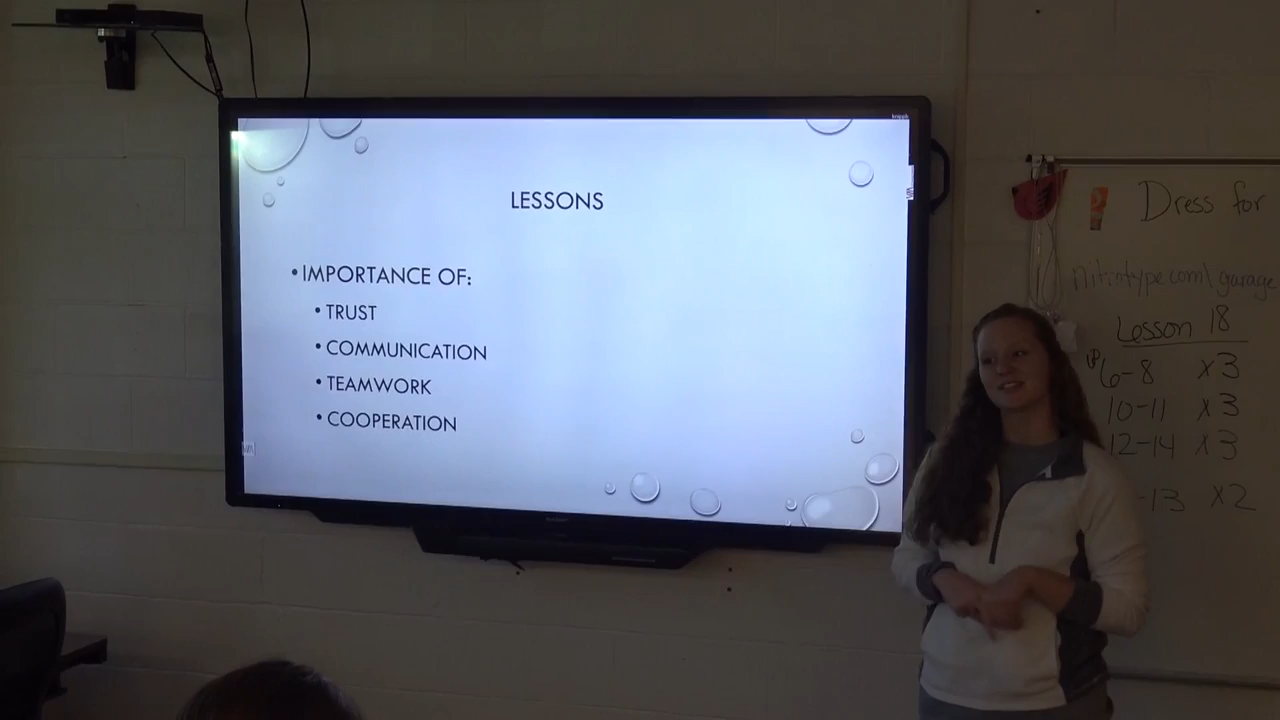 LESSONS
• IMPORTANCE OF:
• TRUST
• COMMUNICATION
• TEAMWORK
• COOPERATION
Dress for
nitrotype.com/garage
Lesson 18
6-8 x3
10-11 x3
12-14 x3
-13 x2